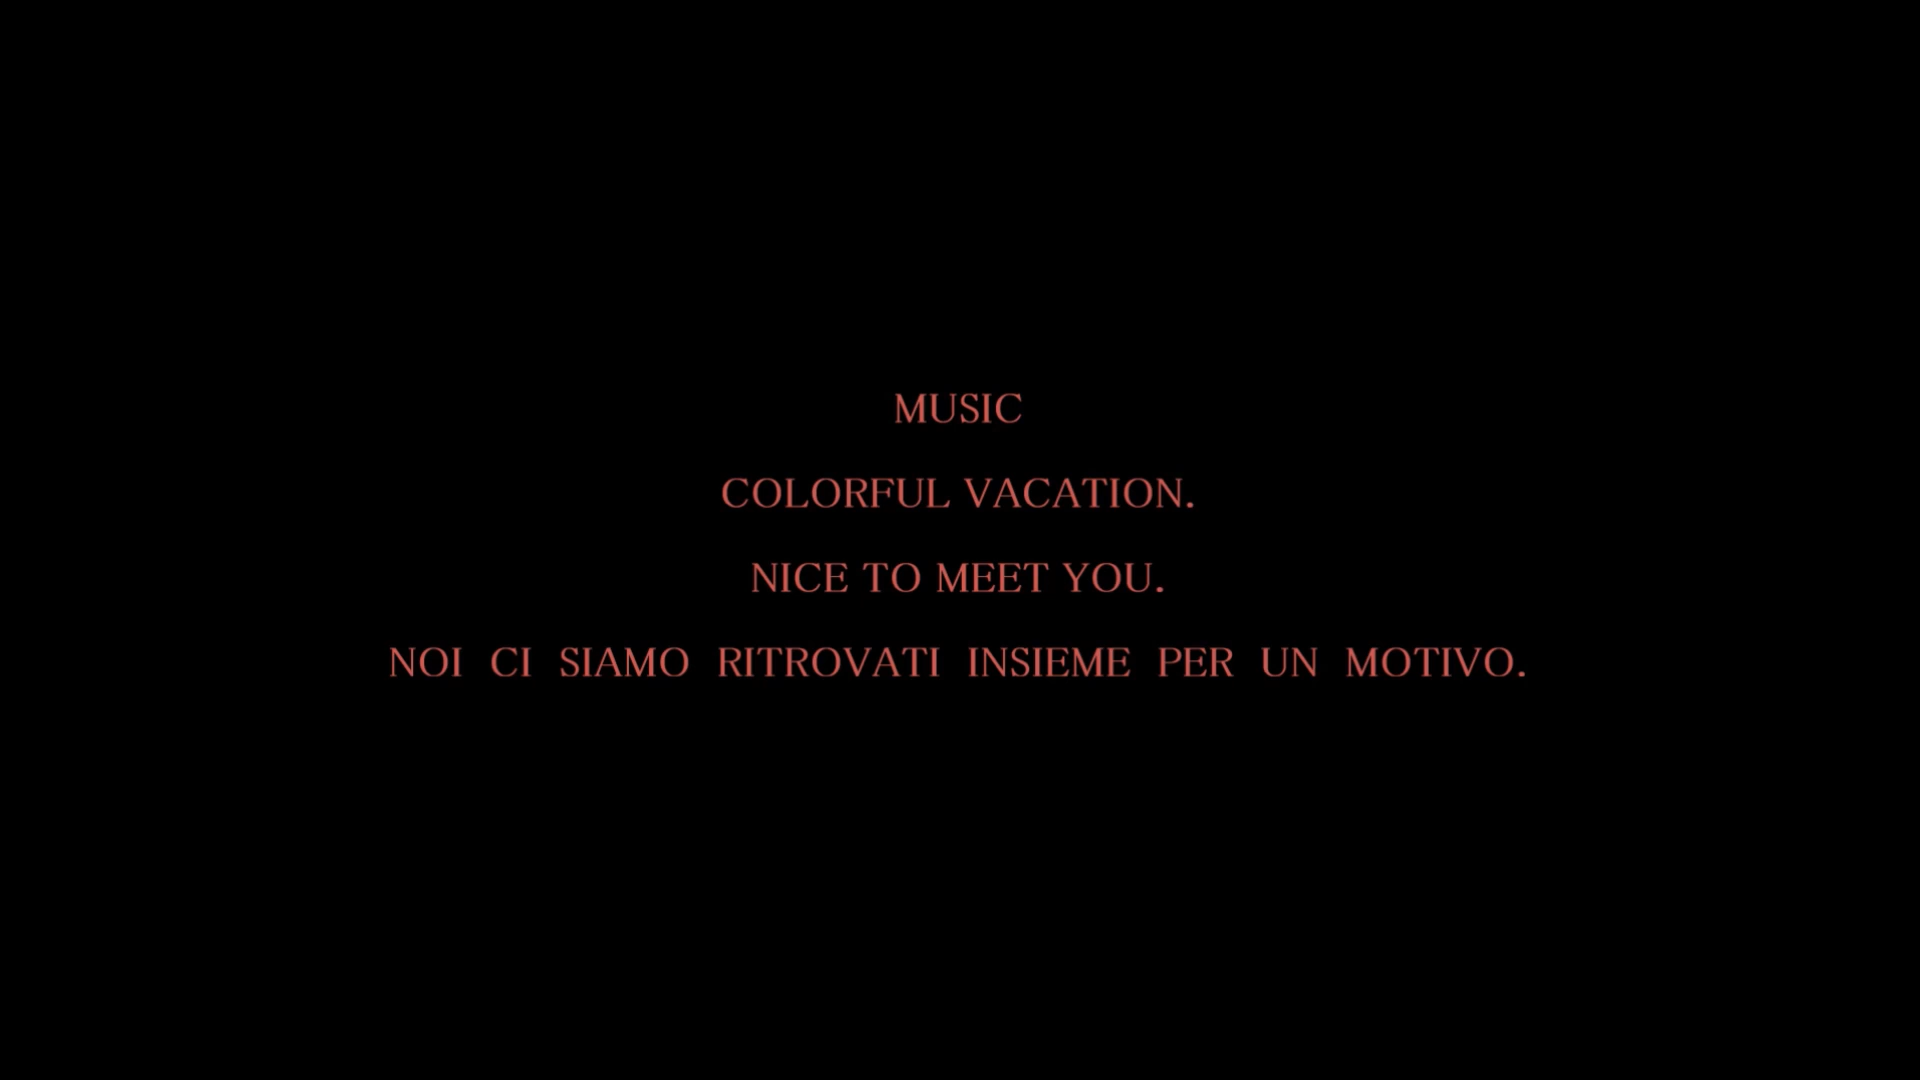 MUSIC
COLORFUL VACATION.
NICE TO MEET YOU.
NOI CI SIAMO RITROVATI INSIEME PER UN MOTIVO.